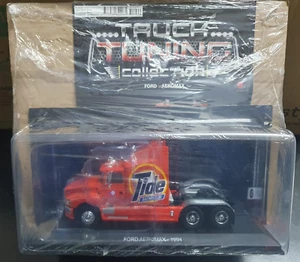 TRUCK
TUNING
collection
FORD - AEROMAX
Tide
FORD AEROMAX - 1994